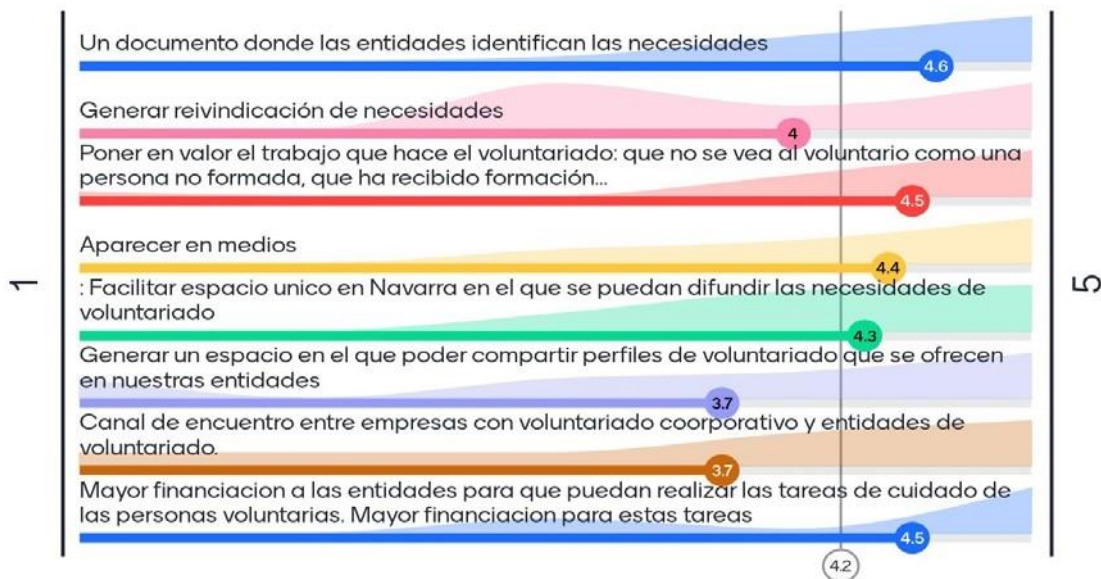 Un documento donde las entidades identifican las necesidades
4.6
Generar reivindicación de necesidades
4
Poner en valor el trabajo que hace el voluntariado: que no se vea al voluntario como una
persona no formada, que ha recibido formación...
4.5
Aparecer en medios
4.4
: Facilitar espacio unico en Navarra en el que se puedan difundir las necesidades de
voluntariado
4.3
Generar un espacio en el que poder compartir perfiles de voluntariado que se ofrecen
en nuestras entidades
3.7
Canal de encuentro entre empresas con voluntariado coorporativo y entidades de
voluntariado.
3.7
Mayor financiacion a las entidades para que puedan realizar las tareas de cuidado de
las personas voluntarias. Mayor financiacion para estas tareas
4.5
4.2
1
5